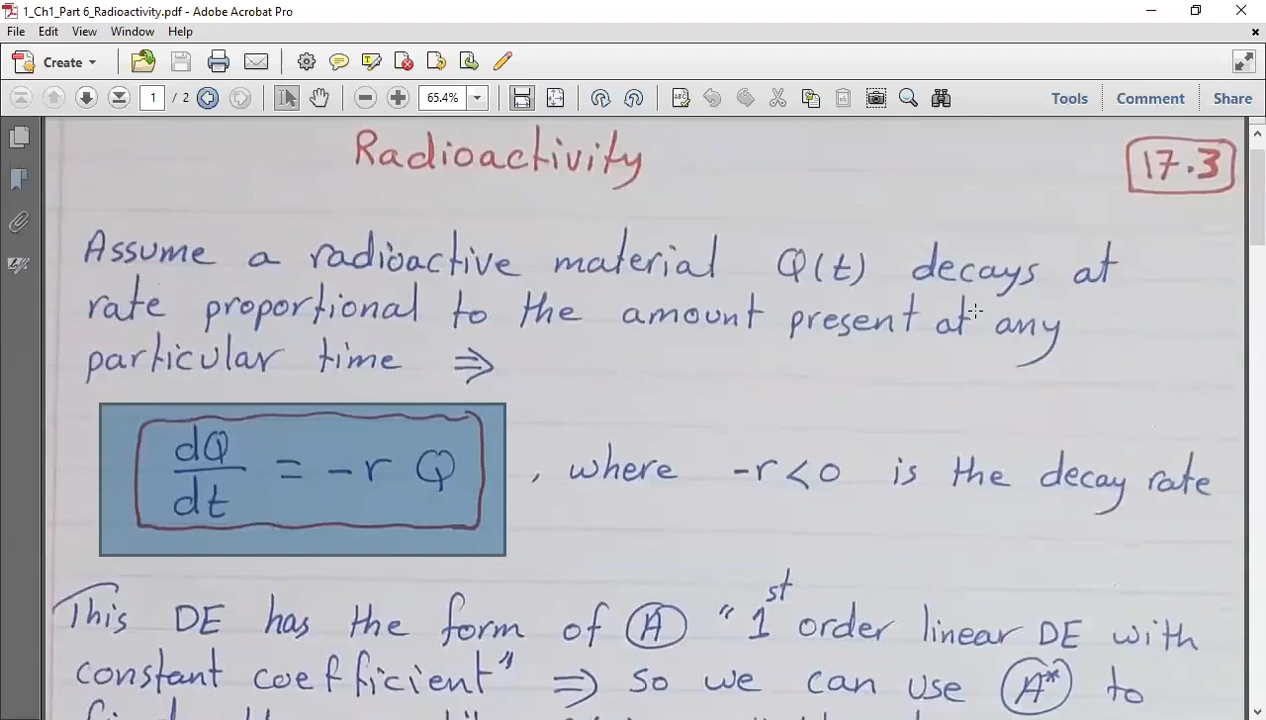 1_Ch1_Part 6_Radioactivity.pdf - Adobe Acrobat Pro
File Edit View Window Help
Create
1 / 2 65.4% Tools Comment Share
Radioactivity 17.3
Assume a radioactive material Q(t) decays at
rate proportional to the amount present at any
particular time ⇒
dQ/dt = -r Q , where -r < 0 is the decay rate
This DE has the form of A "1st order linear DE with
constant coefficient" ⇒ so we can use A* to